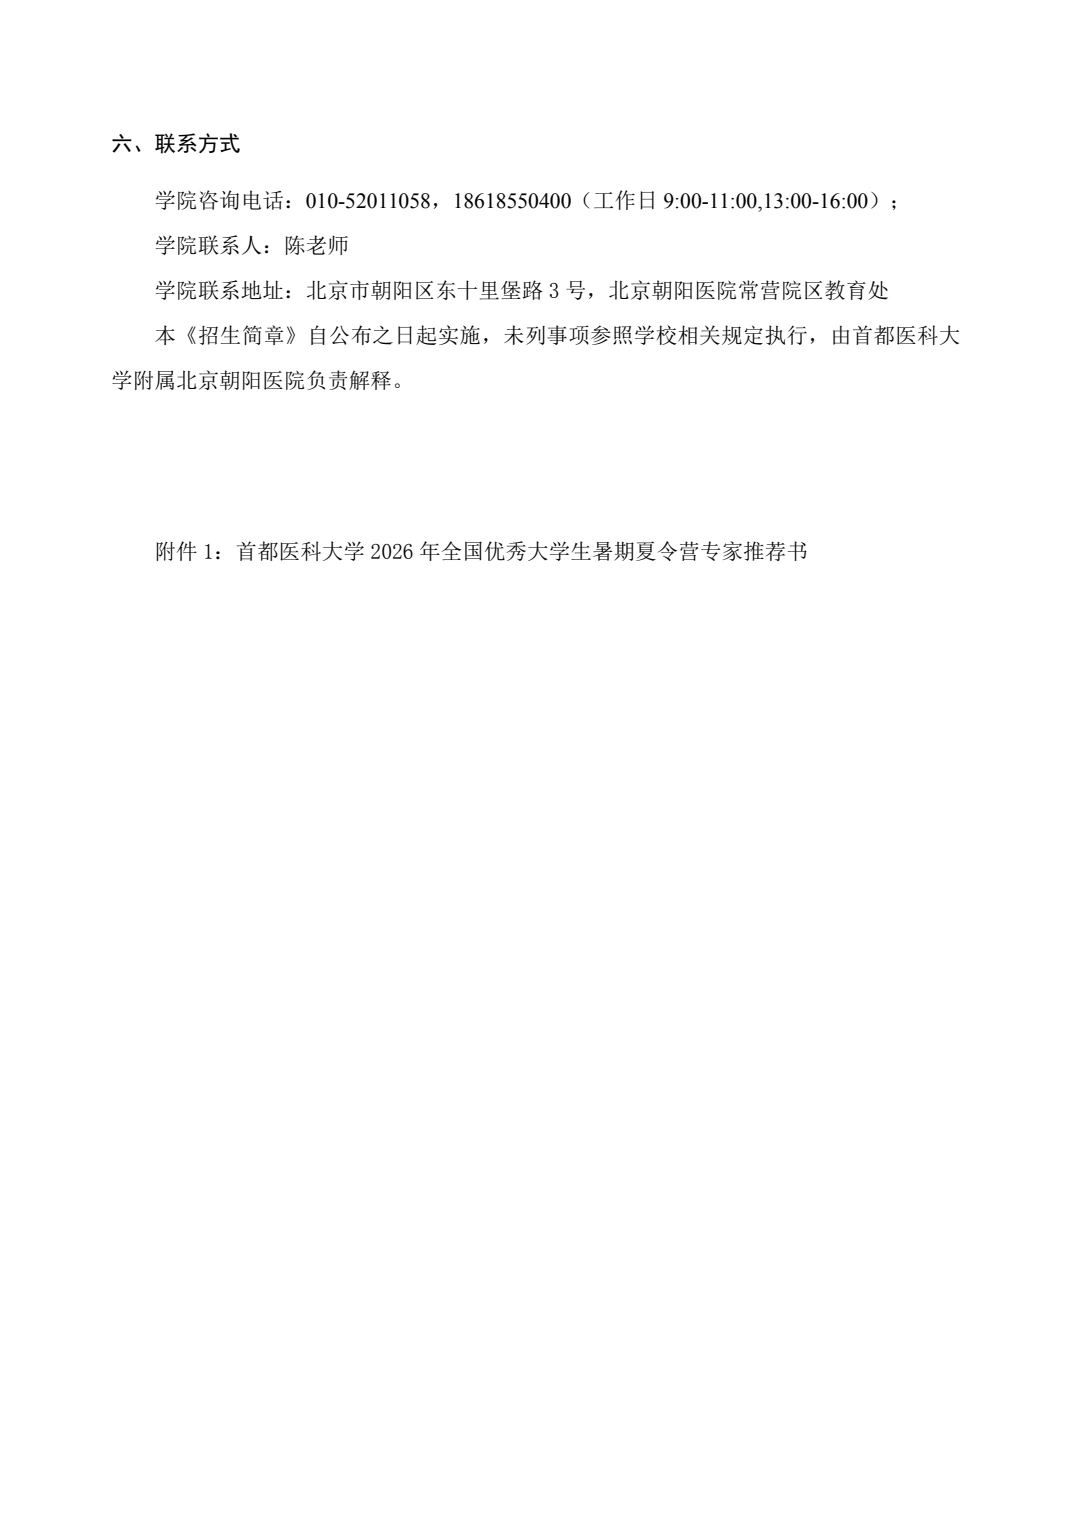 六、联系方式
学院咨询电话：010-52011058，18618550400（工作日 9:00-11:00,13:00-16:00）；
学院联系人：陈老师
学院联系地址：北京市朝阳区东十里堡路 3 号，北京朝阳医院常营院区教育处
本《招生简章》自公布之日起实施，未列事项参照学校相关规定执行，由首都医科大
学附属北京朝阳医院负责解释。
附件 1：首都医科大学 2026 年全国优秀大学生暑期夏令营专家推荐书